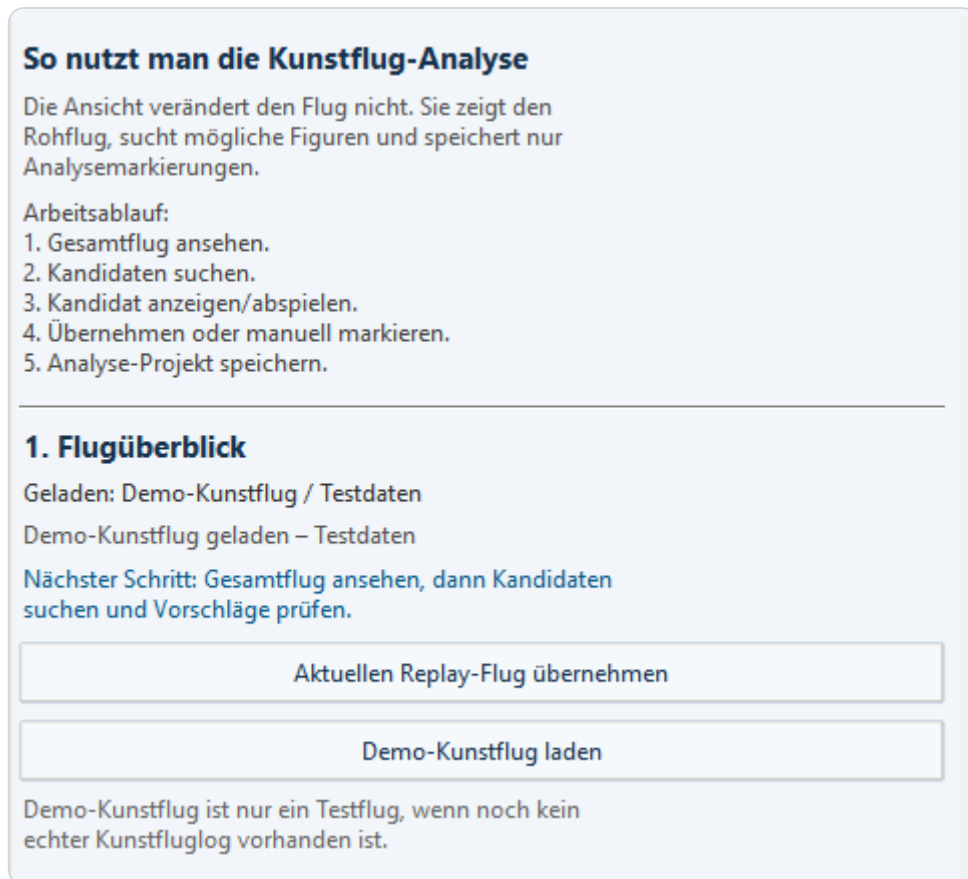 So nutzt man die Kunstflug-Analyse
Die Ansicht verändert den Flug nicht. Sie zeigt den
Rohflug, sucht mögliche Figuren und speichert nur
Analysemarkierungen.
Arbeitsablauf:
1. Gesamtflug ansehen.
2. Kandidaten suchen.
3. Kandidat anzeigen/abspielen.
4. Übernehmen oder manuell markieren.
5. Analyse-Projekt speichern.
1. Flugüberblick
Geladen: Demo-Kunstflug / Testdaten
Demo-Kunstflug geladen – Testdaten
Nächster Schritt: Gesamtflug ansehen, dann Kandidaten
suchen und Vorschläge prüfen.
Aktuellen Replay-Flug übernehmen
Demo-Kunstflug laden
Demo-Kunstflug ist nur ein Testflug, wenn noch kein
echter Kunstfluglog vorhanden ist.